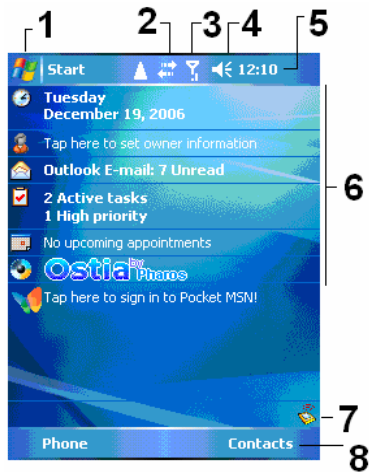 1 2 3 4 5
Start 12:10
Tuesday
December 19, 2006
Tap here to set owner information
Outlook E-mail: 7 Unread
2 Active tasks
1 High priority
6
No upcoming appointments
Ostia by Pharos
Tap here to sign in to Pocket MSN!
7
Phone Contacts
8